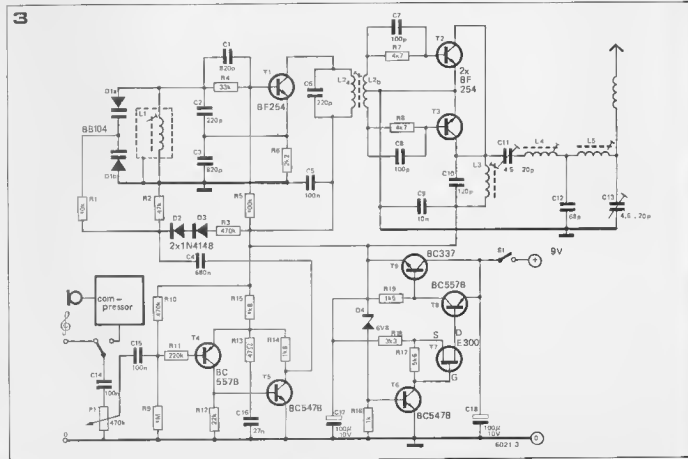 3
C1
820p
R4
33k
T1
BF254
C2
220p
C3
820p
R6
2k2
C5
100n
C6
220p
L2a
L2b
C7
100p
R7
4k7
T2
2x
BF
254
T3
R8
4k7
C8
100p
C9
10n
C10
120p
L3
C11
4.5
20p
L4
L5
C12
68p
C13
4,5...20p
D1a
BB104
D1b
L1
R1
R2
47k
D2
D3
2x1N4148
R3
470k
R5
100k
C4
680n
com-
pressor
C14
100n
P1
470k
C15
100n
R10
R11
220k
R9
T4
BC
557B
R12
22k
R15
R13
R14
1k8
T5
BC547B
C16
27n
C17
100µ
10V
D4
6V8
R19
1k5
BC337
T9
BC557B
T8
R18
3k3
R17
5k6
S
D
T7
E300
G
T6
BC547B
R16
1k
C18
100µ
10V
S1
9V
+
0
0
6021 3